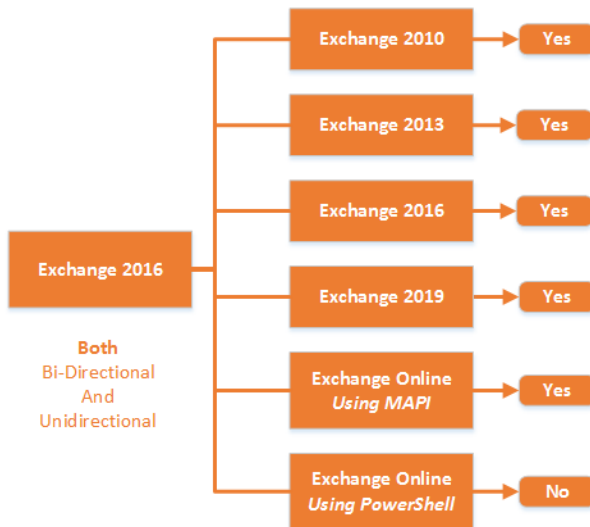 Exchange 2010
Yes
Exchange 2013
Yes
Exchange 2016
Yes
Exchange 2016
Exchange 2019
Yes
Both
Bi-Directional
And
Unidirectional
Exchange Online
Using MAPI
Yes
Exchange Online
Using PowerShell
No